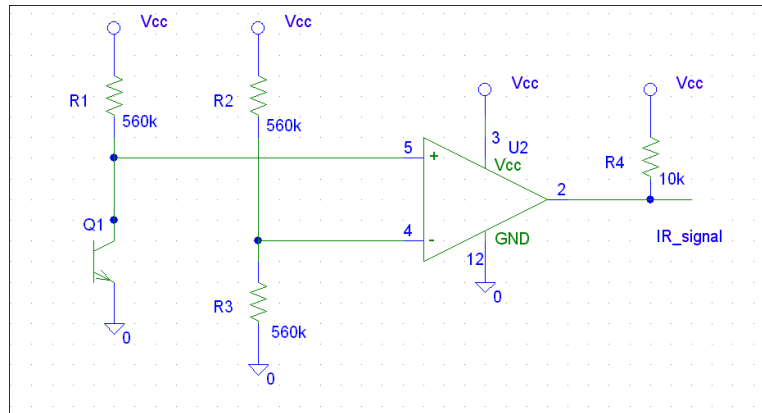 Vcc
Vcc
Vcc
Vcc
R1
560k
R2
560k
3
U2
Vcc
R4
10k
5
+
2
Q1
4
-
GND
IR_signal
12
0
R3
560k
0
0